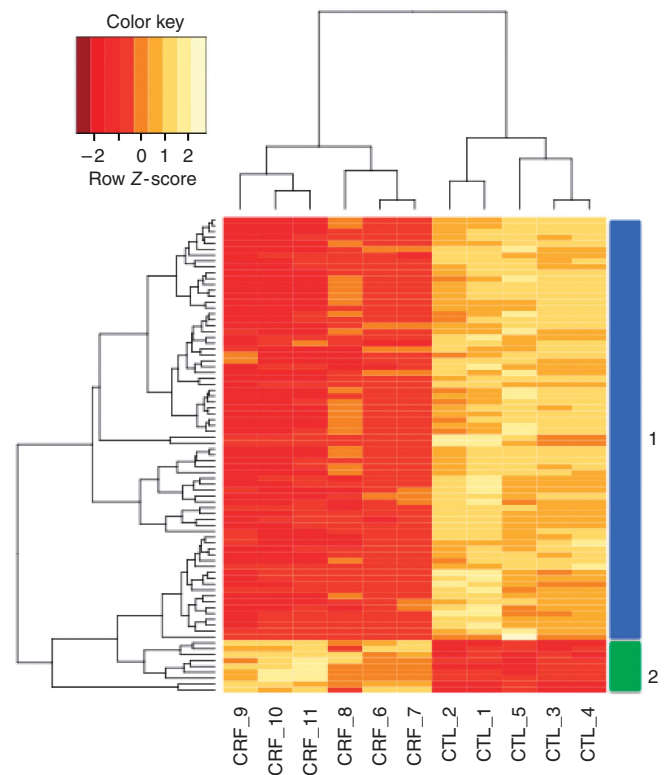 Color key
−2 0 1 2
Row Z-score
1
2
CRF_9
CRF_10
CRF_11
CRF_8
CRF_6
CRF_7
CTL_2
CTL_1
CTL_5
CTL_3
CTL_4